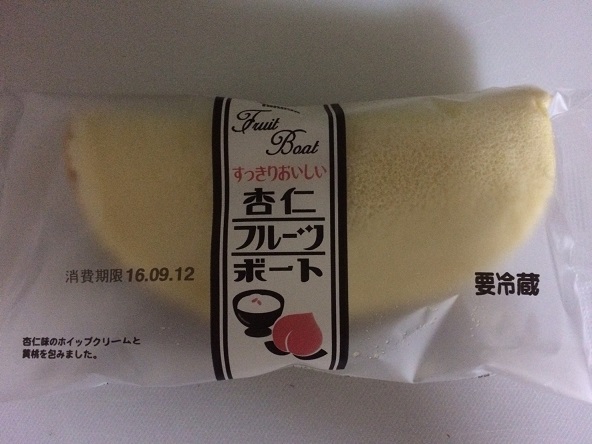 Fruit
Boat
すっきりおいしい
杏仁
フルーツ
ボート
消費期限 16.09.12
要冷蔵
杏仁味のホイップクリームと
黄桃を包みました。